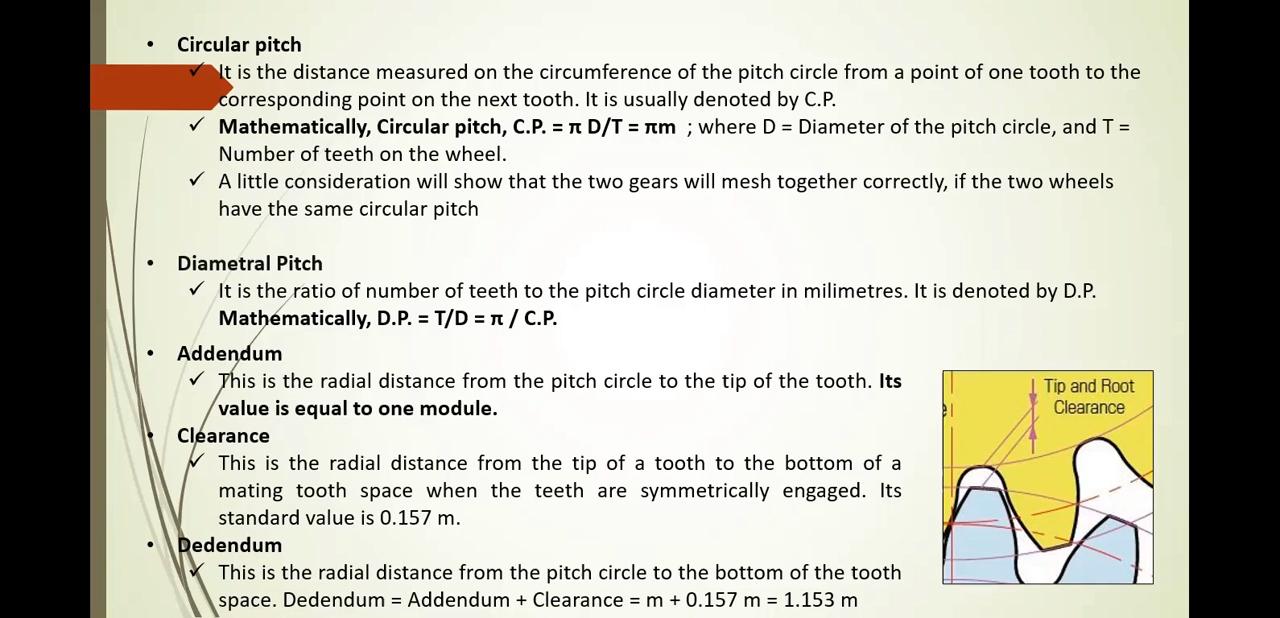 • Circular pitch
✓ It is the distance measured on the circumference of the pitch circle from a point of one tooth to the
corresponding point on the next tooth. It is usually denoted by C.P.
✓ Mathematically, Circular pitch, C.P. = π D/T = πm ; where D = Diameter of the pitch circle, and T =
Number of teeth on the wheel.
✓ A little consideration will show that the two gears will mesh together correctly, if the two wheels
have the same circular pitch
• Diametral Pitch
✓ It is the ratio of number of teeth to the pitch circle diameter in milimetres. It is denoted by D.P.
Mathematically, D.P. = T/D = π / C.P.
• Addendum
✓ This is the radial distance from the pitch circle to the tip of the tooth. Its
value is equal to one module.
• Clearance
✓ This is the radial distance from the tip of a tooth to the bottom of a
mating tooth space when the teeth are symmetrically engaged. Its
standard value is 0.157 m.
• Dedendum
✓ This is the radial distance from the pitch circle to the bottom of the tooth
space. Dedendum = Addendum + Clearance = m + 0.157 m = 1.153 m
Tip and Root
Clearance